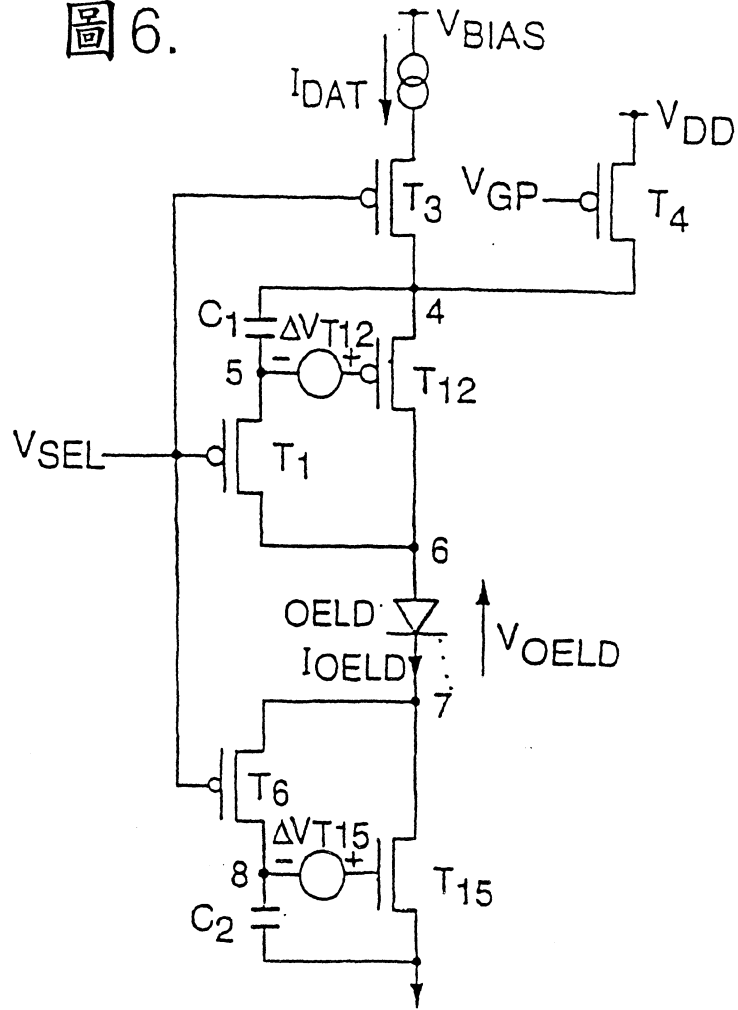 圖 6.
VBIAS
IDAT
VDD
T3
VGP
T4
4
C1
ΔVT12
- +
5
T12
VSEL
T1
6
OELD
IOELD
VOELD
7
T6
ΔVT15
- +
8
T15
C2